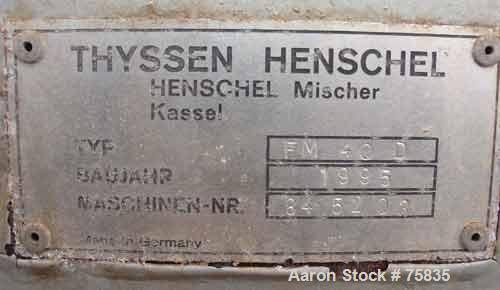 THYSSEN HENSCHEL
HENSCHEL Mischer
Kassel
TYP FM 40 D
BAUJAHR 1995
MASCHINEN-NR.
Made in Germany
Aaron Stock # 75835